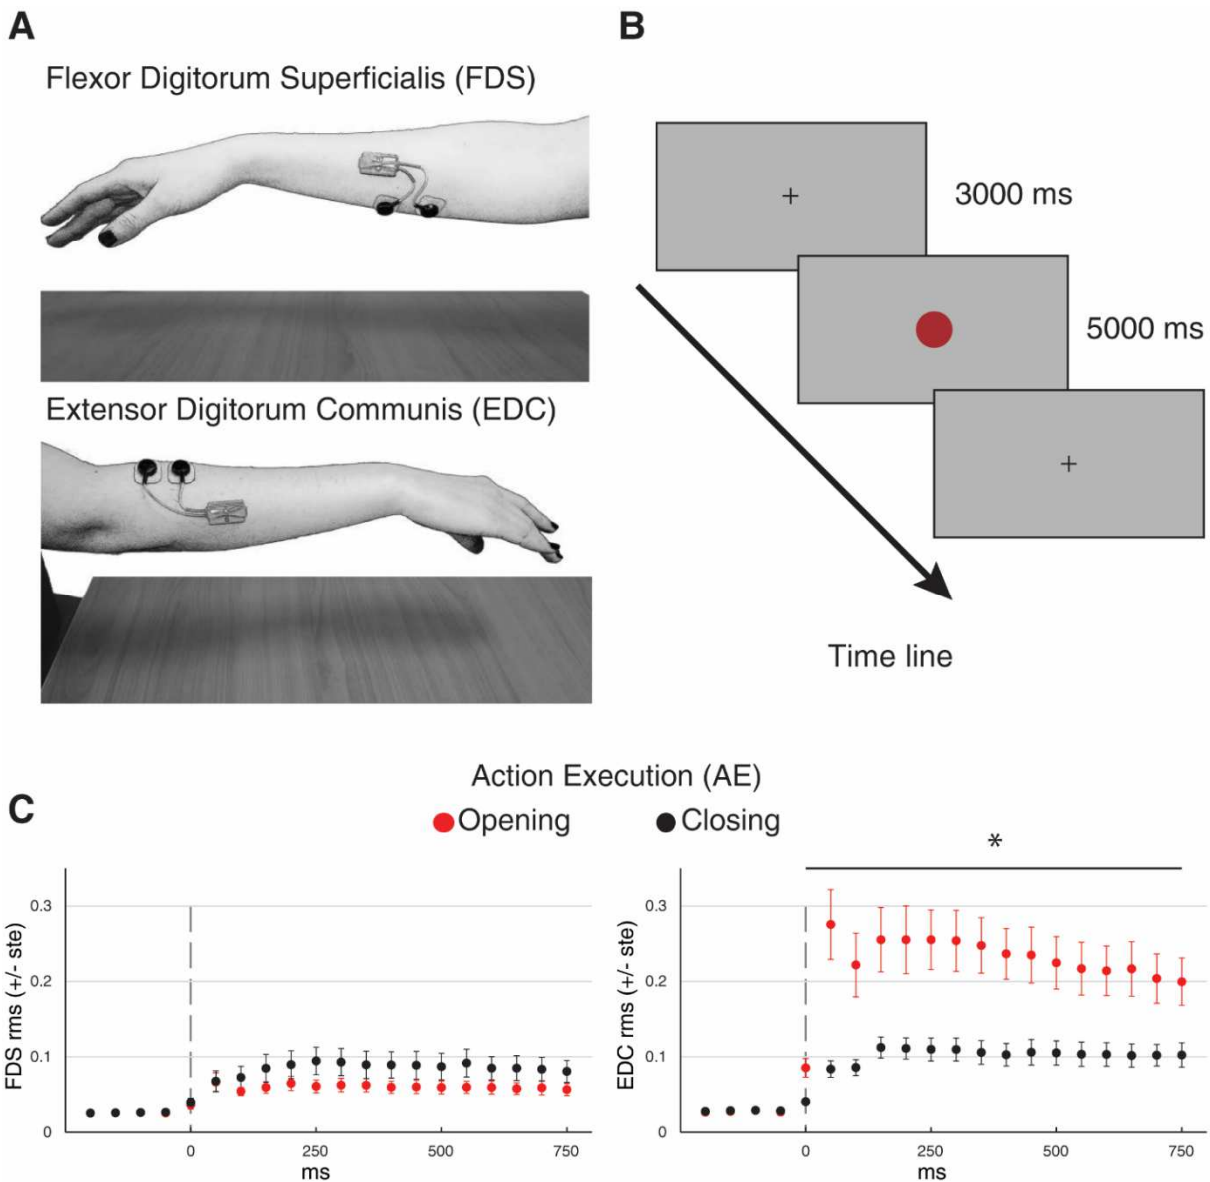 A
Flexor Digitorum Superficialis (FDS)
Extensor Digitorum Communis (EDC)
B
3000 ms
5000 ms
Time line
Action Execution (AE)
C
Opening
Closing
FDS rms (+/- ste)
0.3
0.2
0.1
0
0
250
500
750
ms
*
EDC rms (+/- ste)
0.3
0.2
0.1
0
0
250
500
750
ms